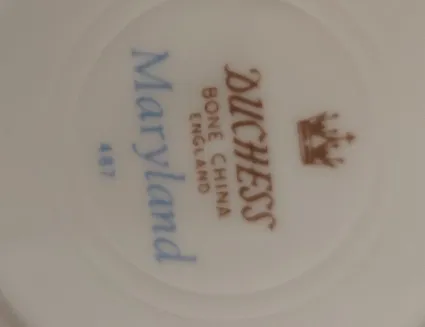 DUCHESS
BONE CHINA
ENGLAND
Maryland
487